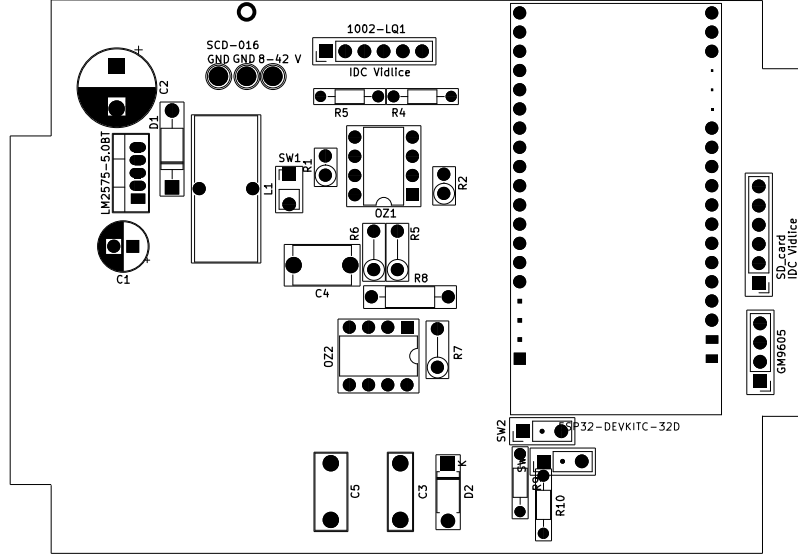 1002-LQ1
SCD-016
GND GND 8-42 V
IDC Vidlice
+
C2
R5
R4
D1
LM2575-5.0BT
SW1
R1
L1
R2
OZ1
R6
R5
C1
+
C4
R8
SD_card
IDC Vidlice
OZ2
R7
GM9605
SW2
ESP32-DEVKITC-32D
K
C5
C3
D2
R10